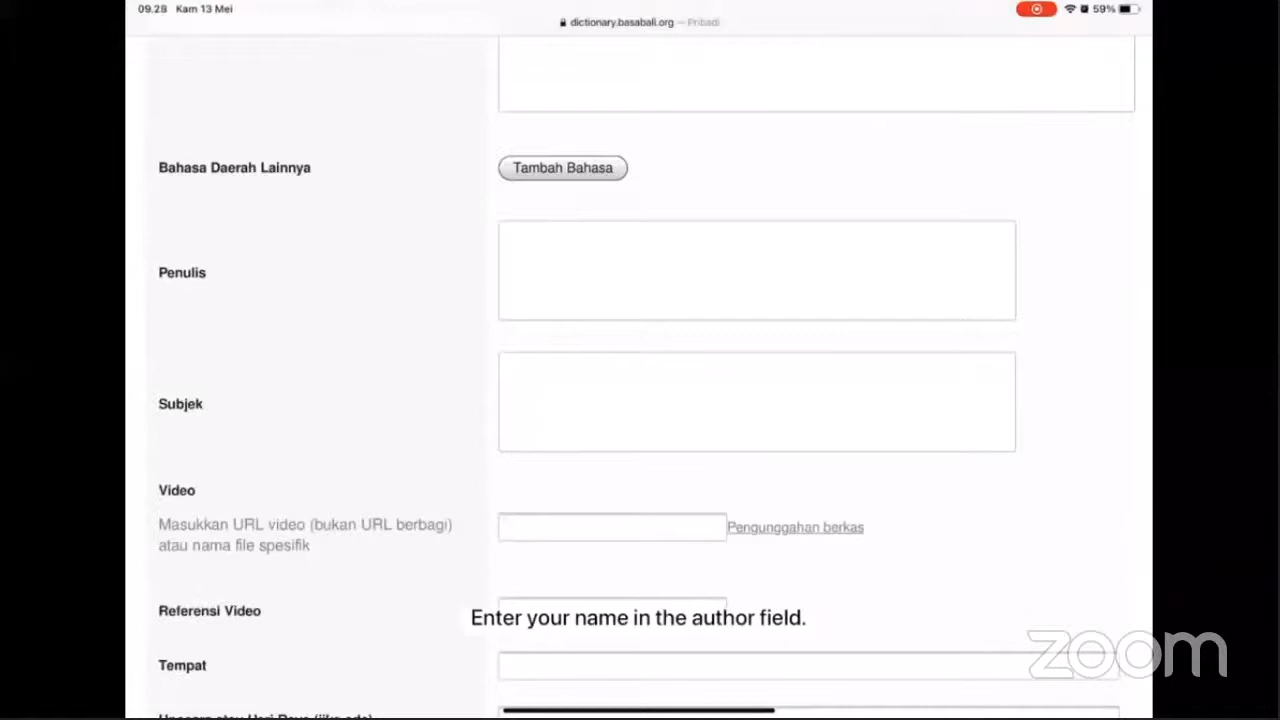 09.28 Kam 13 Mei
59%
dictionary.basabali.org — Pribadi
Bahasa Daerah Lainnya
Tambah Bahasa
Penulis
Subjek
Video
Masukkan URL video (bukan URL berbagi)
atau nama file spesifik
Pengunggahan berkas
Referensi Video
Enter your name in the author field.
Tempat
zoom